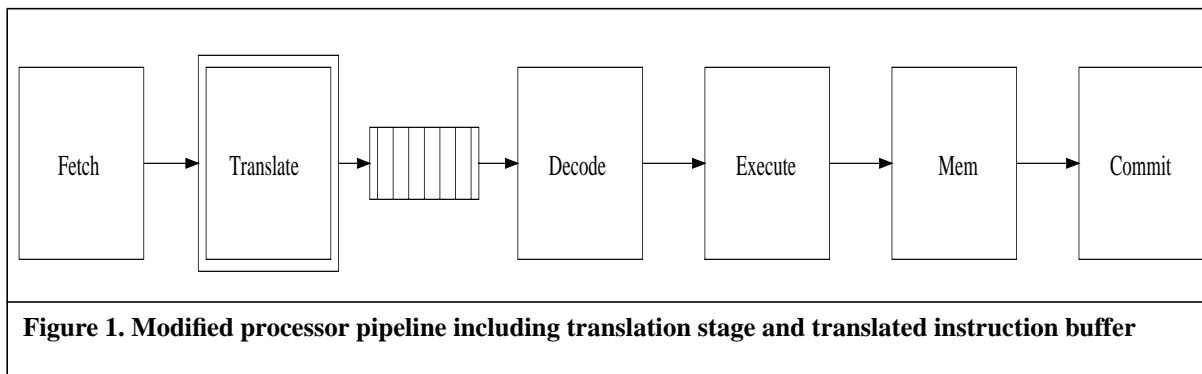 Fetch
Translate
Decode
Execute
Mem
Commit
Figure 1. Modified processor pipeline including translation stage and translated instruction buffer